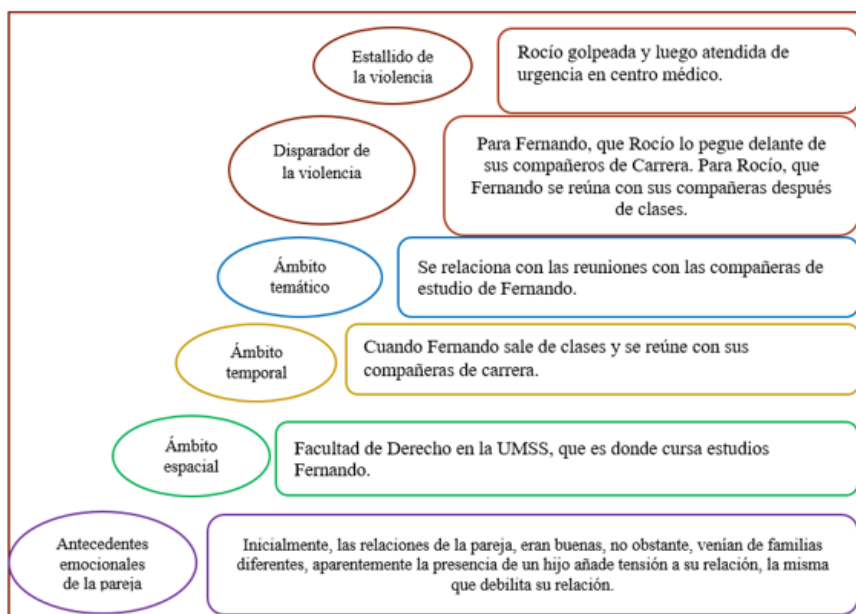 Estallido de
la violencia
Rocío golpeada y luego atendida de
urgencia en centro médico.
Disparador de
la violencia
Para Fernando, que Rocío lo pegue delante de
sus compañeros de Carrera. Para Rocío, que
Fernando se reúna con sus compañeras después
de clases.
Ámbito
temático
Se relaciona con las reuniones con las compañeras de
estudio de Fernando.
Ámbito
temporal
Cuando Fernando sale de clases y se reúne con sus
compañeras de carrera.
Ámbito
espacial
Facultad de Derecho en la UMSS, que es donde cursa estudios
Fernando.
Antecedentes
emocionales
de la pareja
Inicialmente, las relaciones de la pareja, eran buenas, no obstante, venían de familias
diferentes, aparentemente la presencia de un hijo añade tensión a su relación, la misma
que debilita su relación.